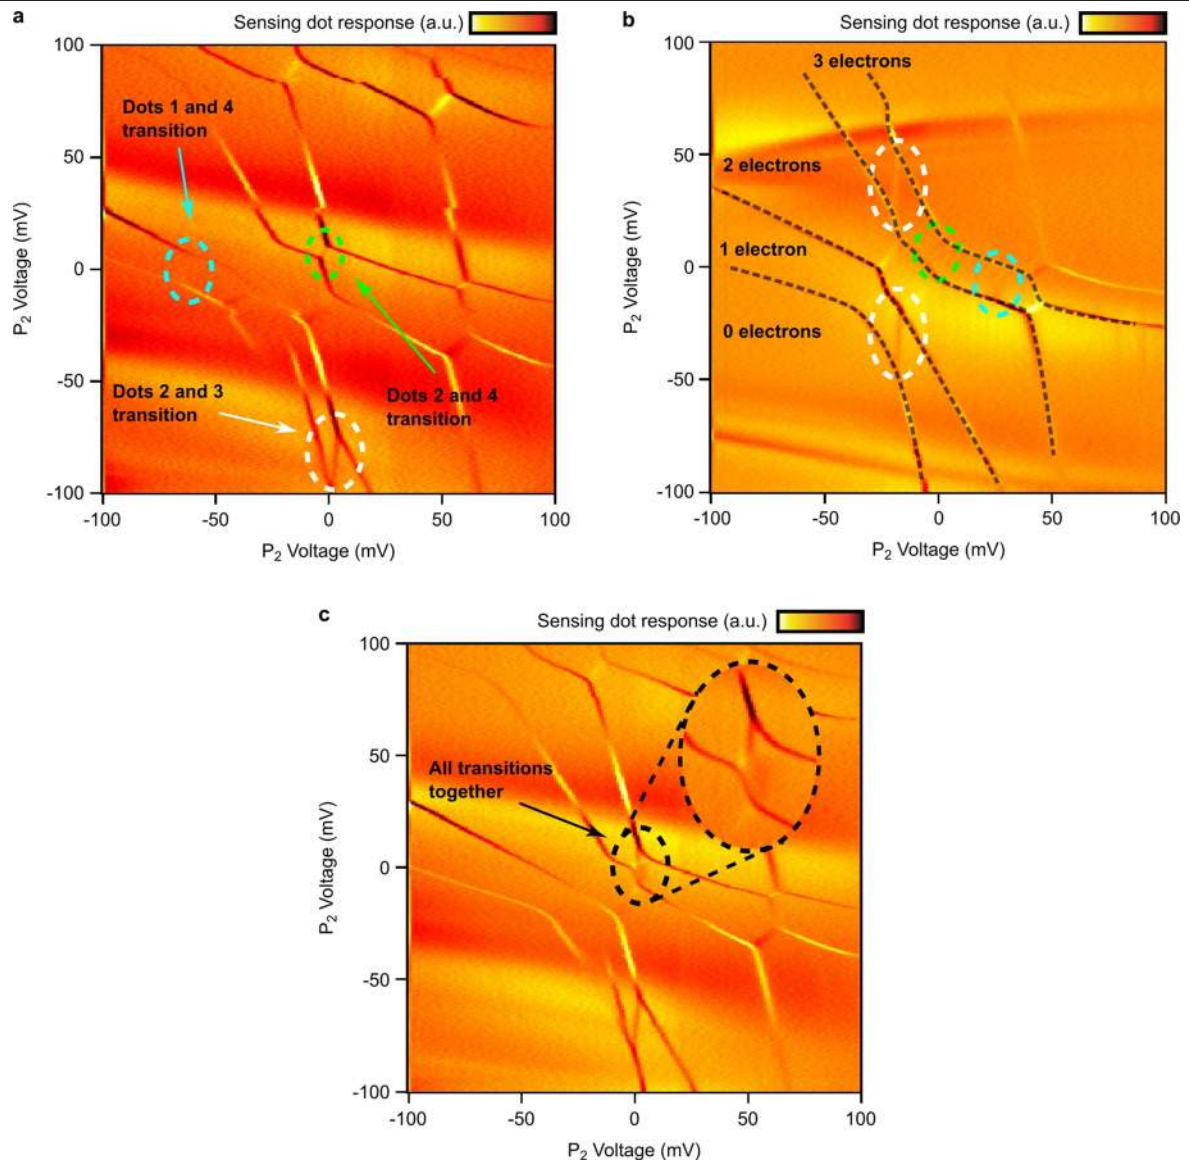 a
Sensing dot response (a.u.)
100
50
0
-50
-100
P2 Voltage (mV)
Dots 1 and 4
transition
Dots 2 and 3
transition
Dots 2 and 4
transition
-100
-50
0
50
100
P2 Voltage (mV)
b
Sensing dot response (a.u.)
100
50
0
-50
-100
P2 Voltage (mV)
3 electrons
2 electrons
1 electron
0 electrons
-100
-50
0
50
100
P2 Voltage (mV)
c
Sensing dot response (a.u.)
100
50
0
-50
-100
P2 Voltage (mV)
All transitions
together
-100
-50
0
50
100
P2 Voltage (mV)